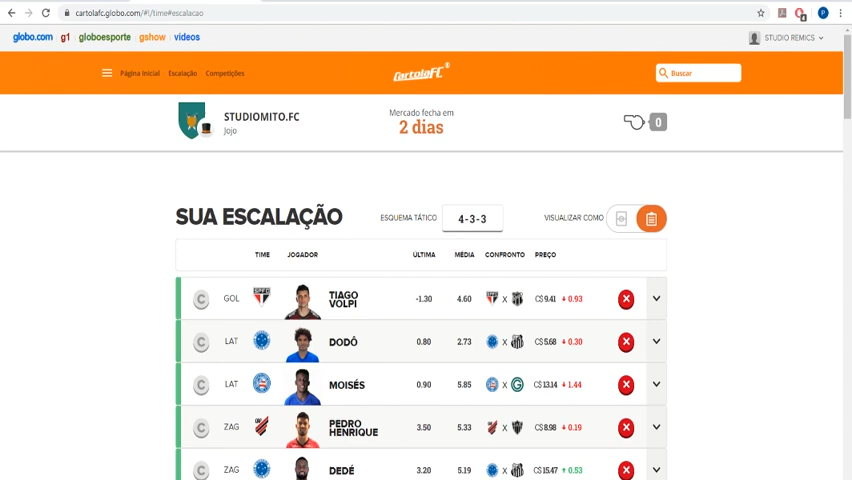 cartolafc.globo.com/#!/time#escalacao
P
globo.com g1 globoesporte gshow videos
STUDIO REMICS
Página Inicial Escalação Competições
CartolaFC
Buscar
STUDIOMITO.FC
Jojo
Mercado fecha em
2 dias
0
SUA ESCALAÇÃO
ESQUEMA TÁTICO 4-3-3
VISUALIZAR COMO
TIME JOGADOR ÚLTIMA MÉDIA CONFRONTO PREÇO
C GOL TIAGO VOLPI -1.30 4.60 X C$ 9.41 ↓ 0.93
C LAT DODÔ 0.80 2.73 X C$ 5.68 ↓ 0.30
C LAT MOISÉS 0.90 5.85 X C$ 13.14 ↓ 1.44
C ZAG PEDRO HENRIQUE 3.50 5.33 X C$ 8.98 ↓ 0.19
C ZAG DEDÉ 3.20 5.19 X C$ 15.47 ↑ 0.53